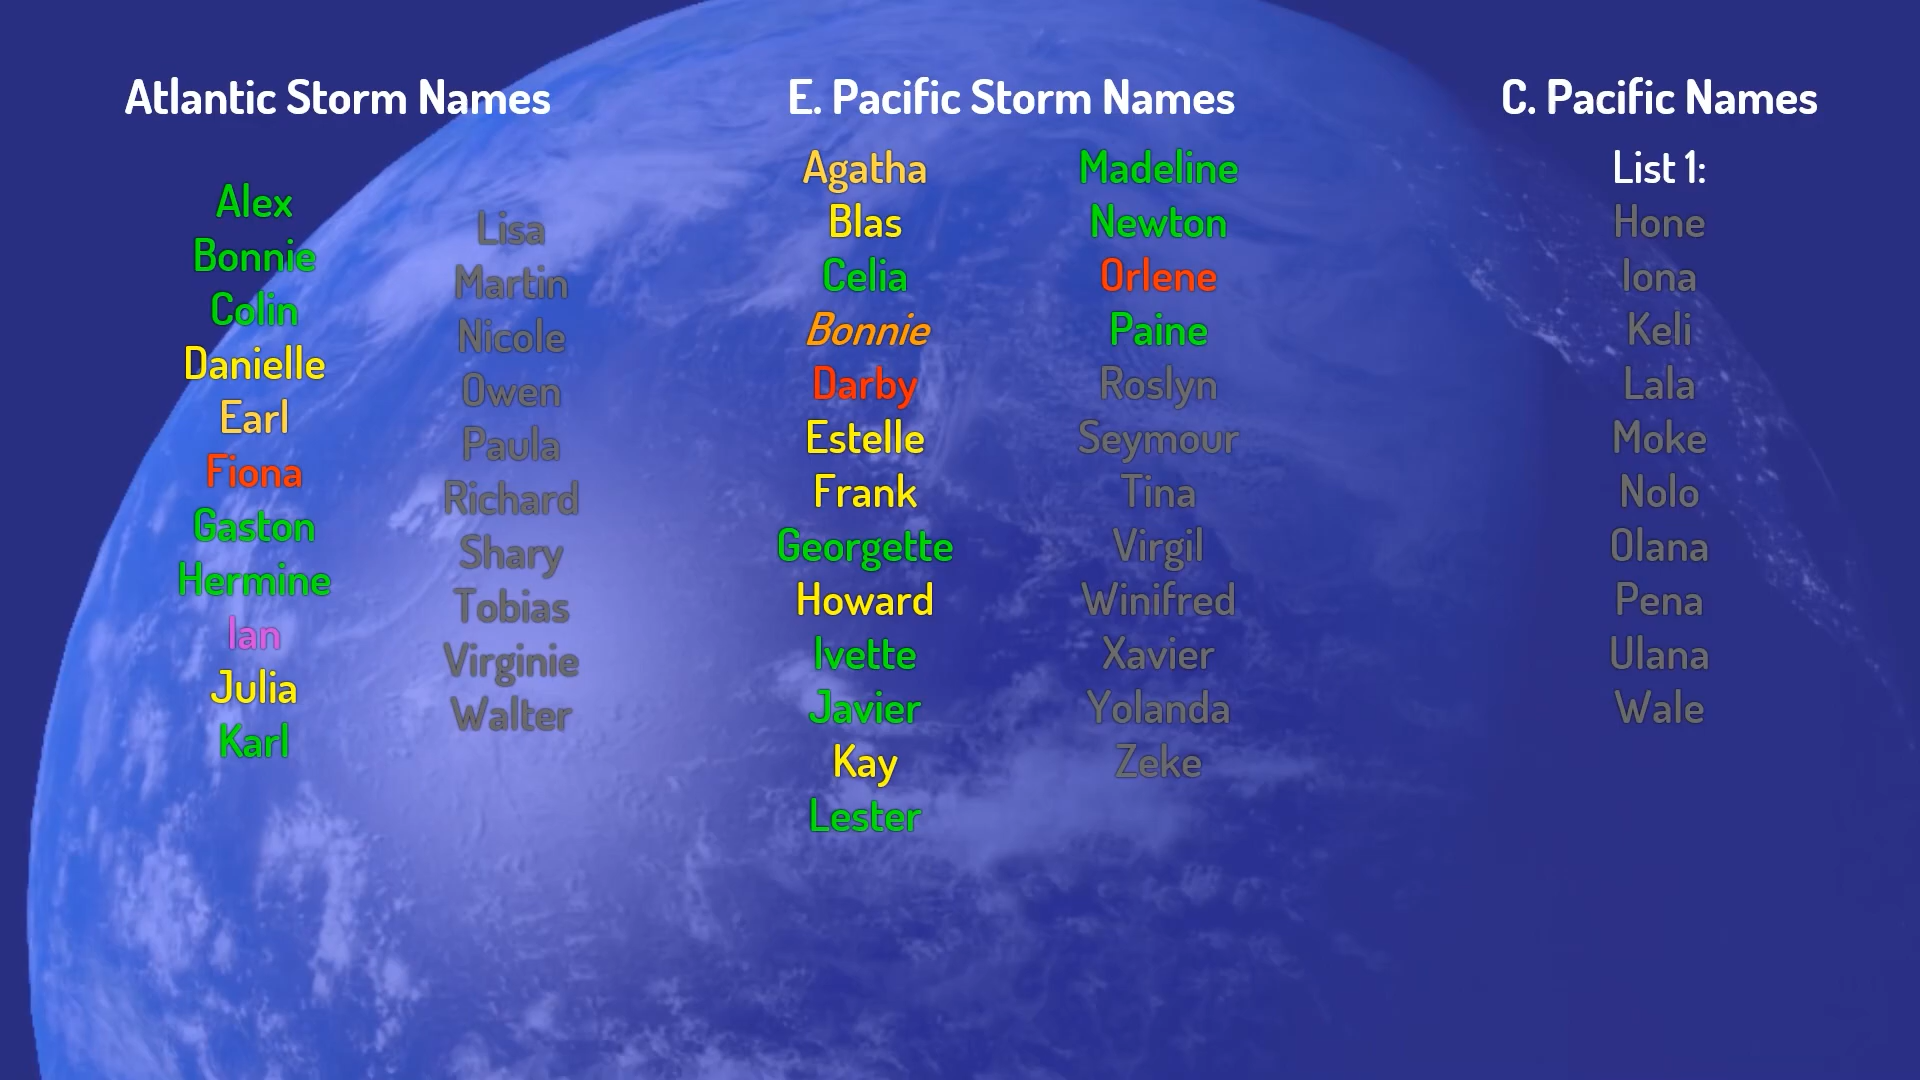 Atlantic Storm Names
Alex
Bonnie
Colin
Danielle
Earl
Fiona
Gaston
Hermine
Ian
Julia
Karl
Lisa
Martin
Nicole
Owen
Paula
Richard
Shary
Tobias
Virginie
Walter
E. Pacific Storm Names
Agatha
Blas
Celia
Bonnie
Darby
Estelle
Frank
Georgette
Howard
Ivette
Javier
Kay
Lester
Madeline
Newton
Orlene
Paine
Roslyn
Seymour
Tina
Virgil
Winifred
Xavier
Yolanda
Zeke
C. Pacific Names
List 1:
Hone
Iona
Keli
Lala
Moke
Nolo
Olana
Pena
Ulana
Wale